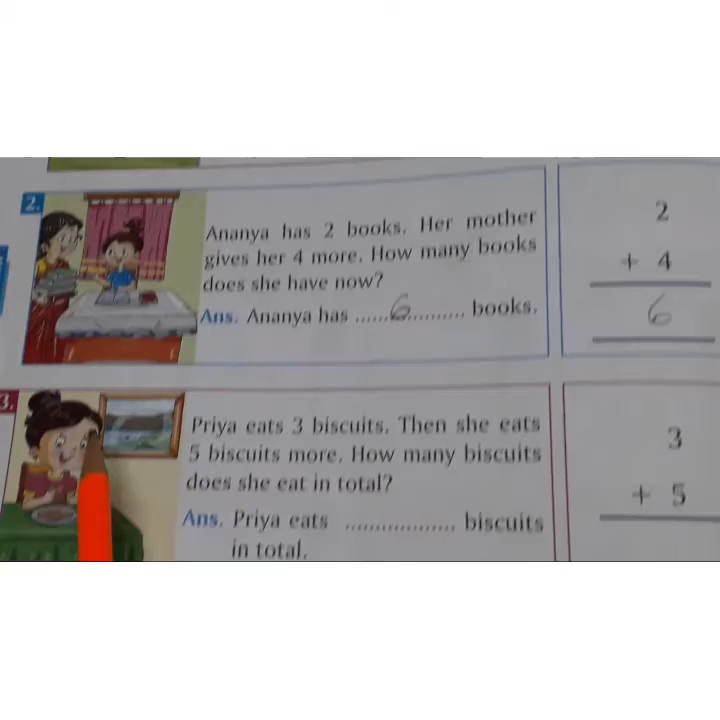 2.
Ananya has 2 books. Her mother
gives her 4 more. How many books
does she have now?
Ans. Ananya has ......6........... books.
2
+ 4
6
3.
Priya eats 3 biscuits. Then she eats
5 biscuits more. How many biscuits
does she eat in total?
Ans. Priya eats .................. biscuits
in total.
3
+ 5